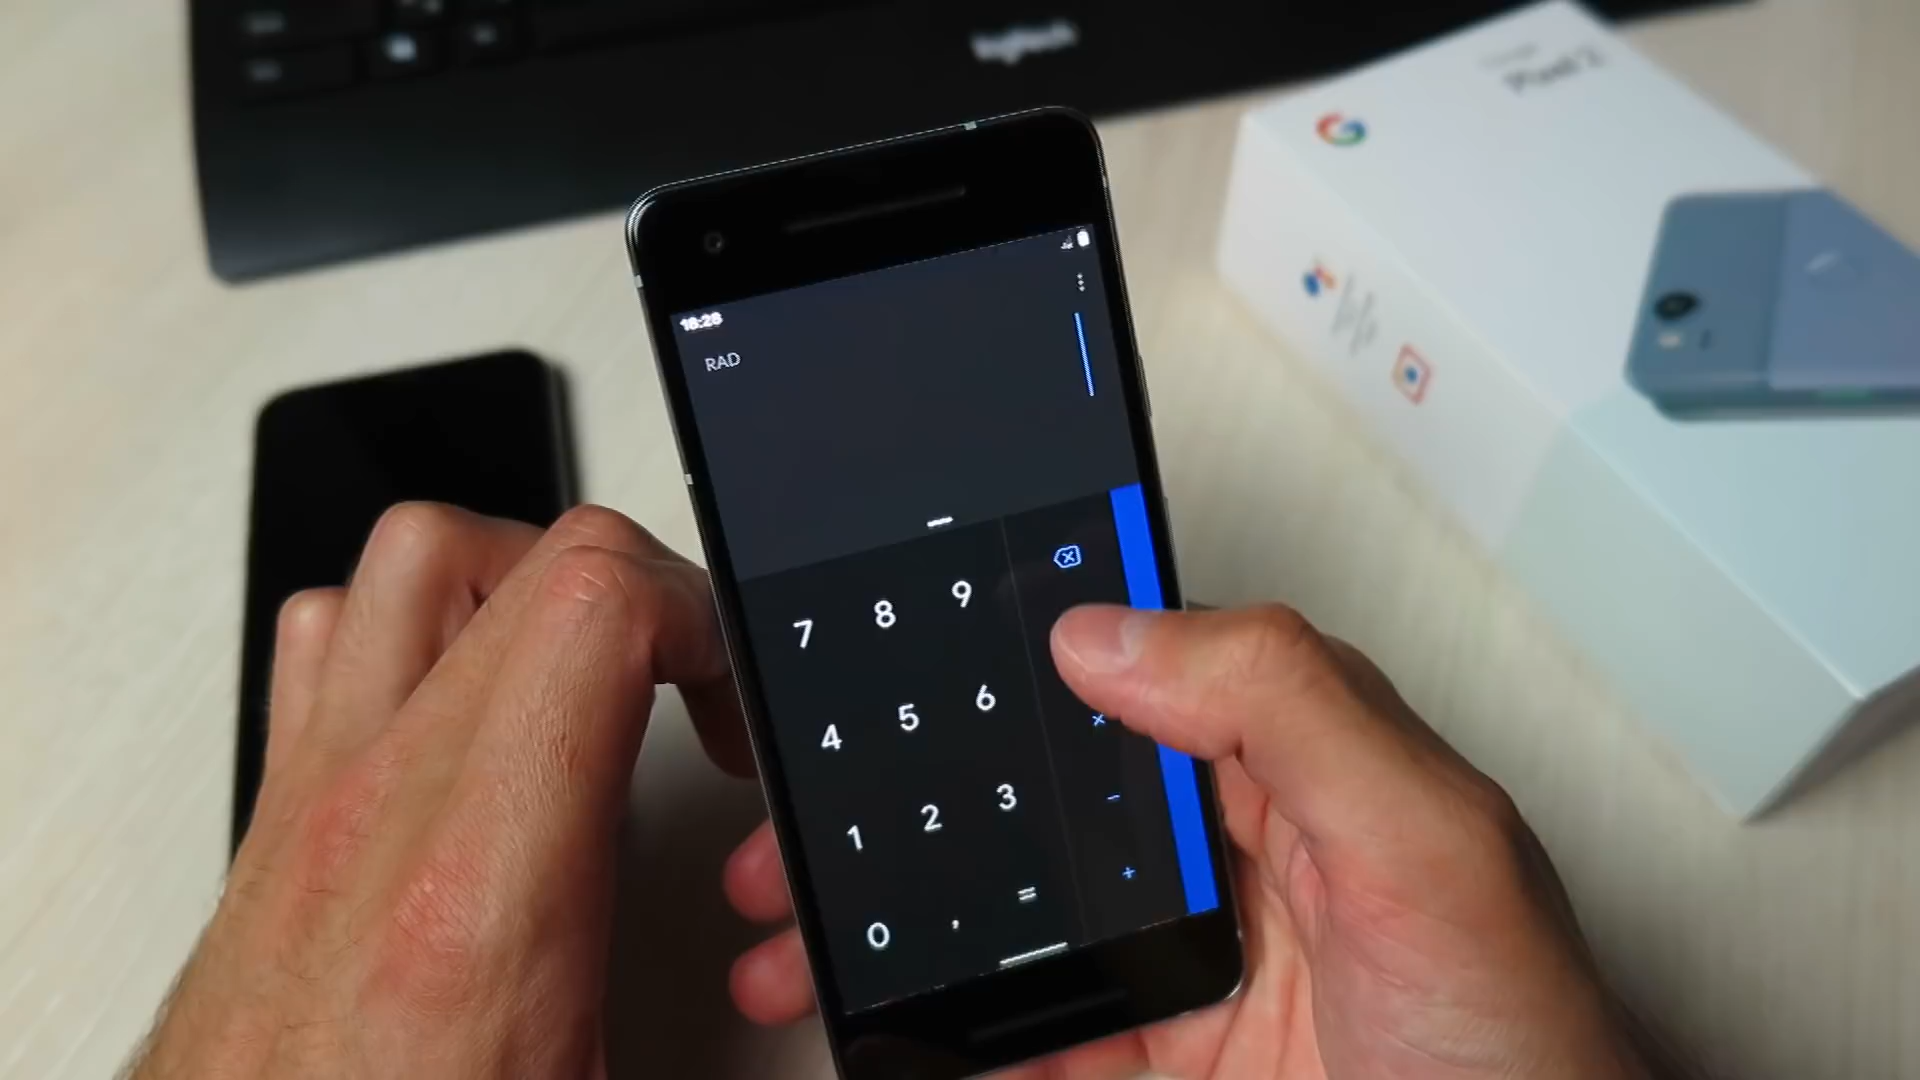 logitech
Pixel 2
18:28
RAD
7 8 9
×
4 5 6
−
1 2 3
+
0 , =